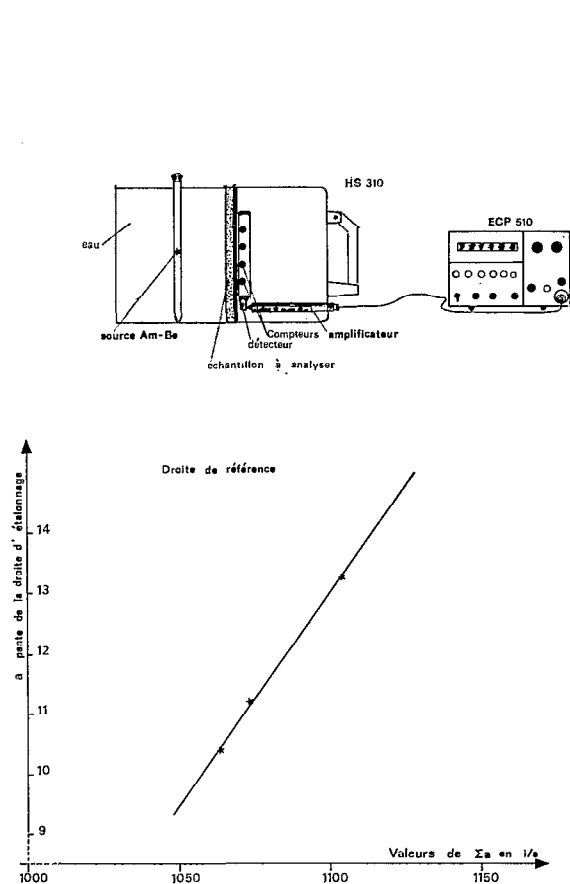 HS 310
ECP 510
eau
source Am-Be
Compteurs amplificateur
détecteur
échantillon à analyser
Droite de référence
a pente de la droite d' étalonnage
14
13
12
11
10
9
Valeurs de Σa en i/s
1000
1050
1100
1150